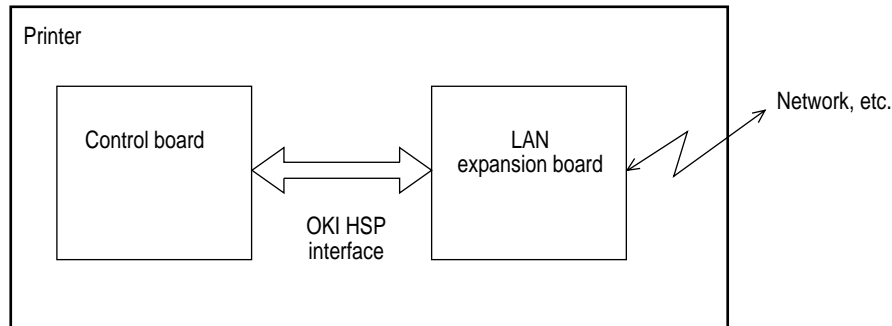 Printer
Control board
LAN
expansion board
Network, etc.
OKI HSP
interface